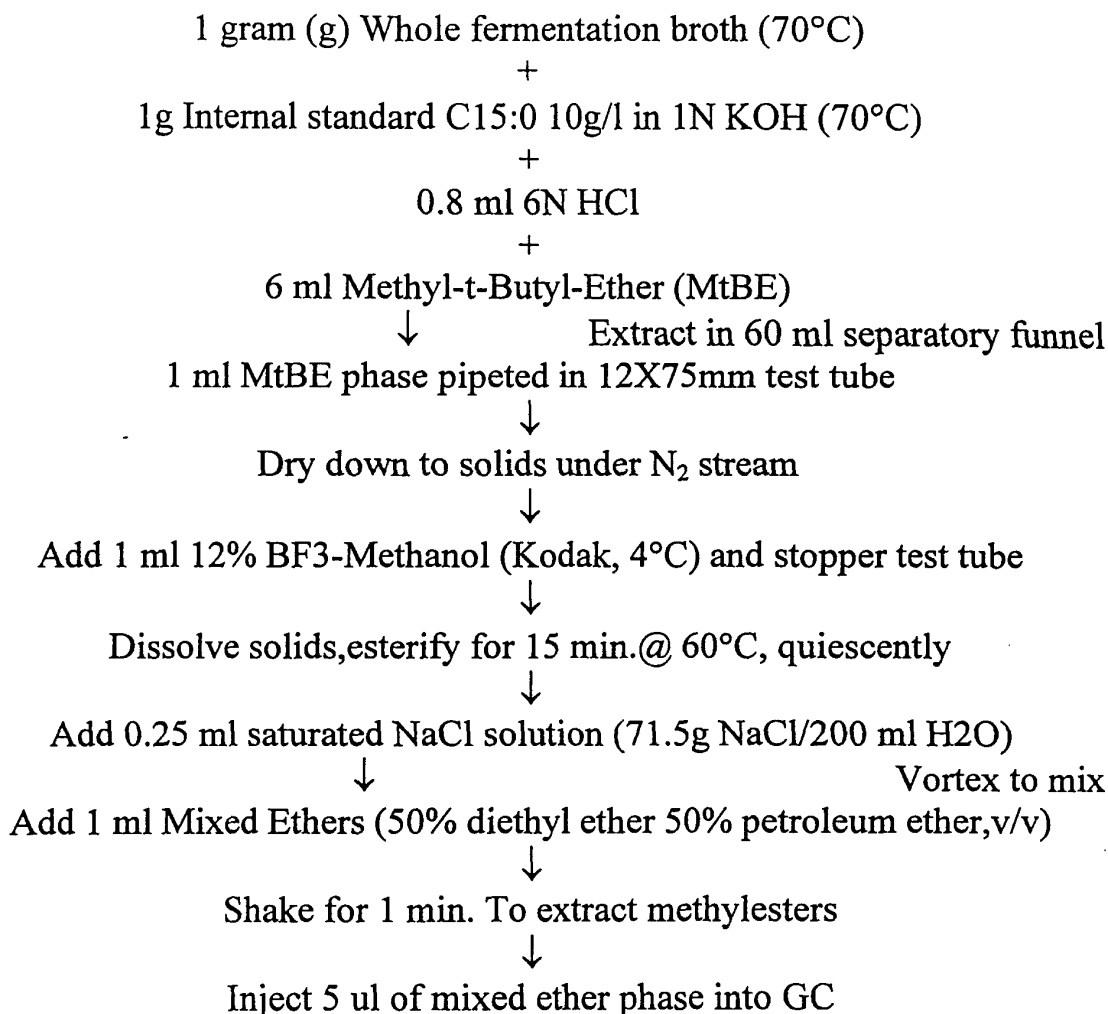 1 gram (g) Whole fermentation broth (70°C)
+
1g Internal standard C15:0 10g/l in 1N KOH (70°C)
+
0.8 ml 6N HCl
+
6 ml Methyl-t-Butyl-Ether (MtBE)
↓ Extract in 60 ml separatory funnel
1 ml MtBE phase pipeted in 12X75mm test tube
↓
Dry down to solids under N₂ stream
↓
Add 1 ml 12% BF3-Methanol (Kodak, 4°C) and stopper test tube
↓
Dissolve solids,esterify for 15 min.@ 60°C, quiescently
↓
Add 0.25 ml saturated NaCl solution (71.5g NaCl/200 ml H2O)
↓ Vortex to mix
Add 1 ml Mixed Ethers (50% diethyl ether 50% petroleum ether,v/v)
↓
Shake for 1 min. To extract methylesters
↓
Inject 5 ul of mixed ether phase into GC